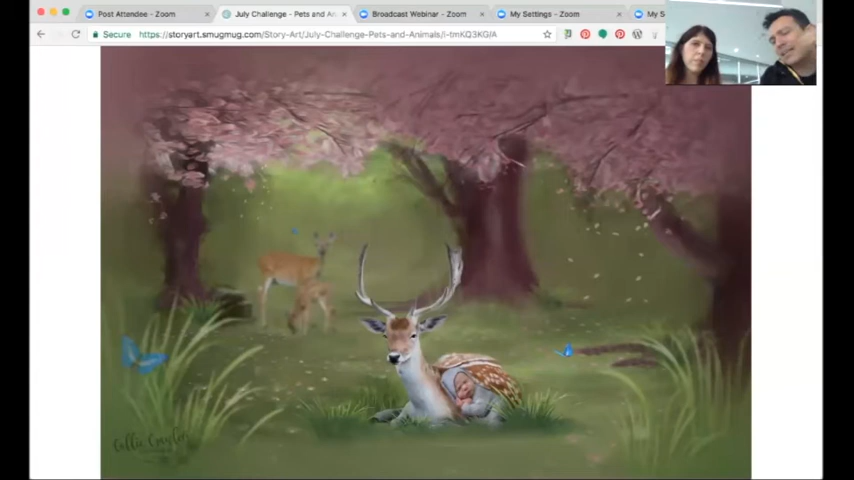 Post Attendee - Zoom
July Challenge - Pets and An
Broadcast Webinar - Zoom
My Settings - Zoom
My S
Secure
https://storyart.smugmug.com/Story-Art/July-Challenge-Pets-and-Animals/i-tmKQ3KG/A